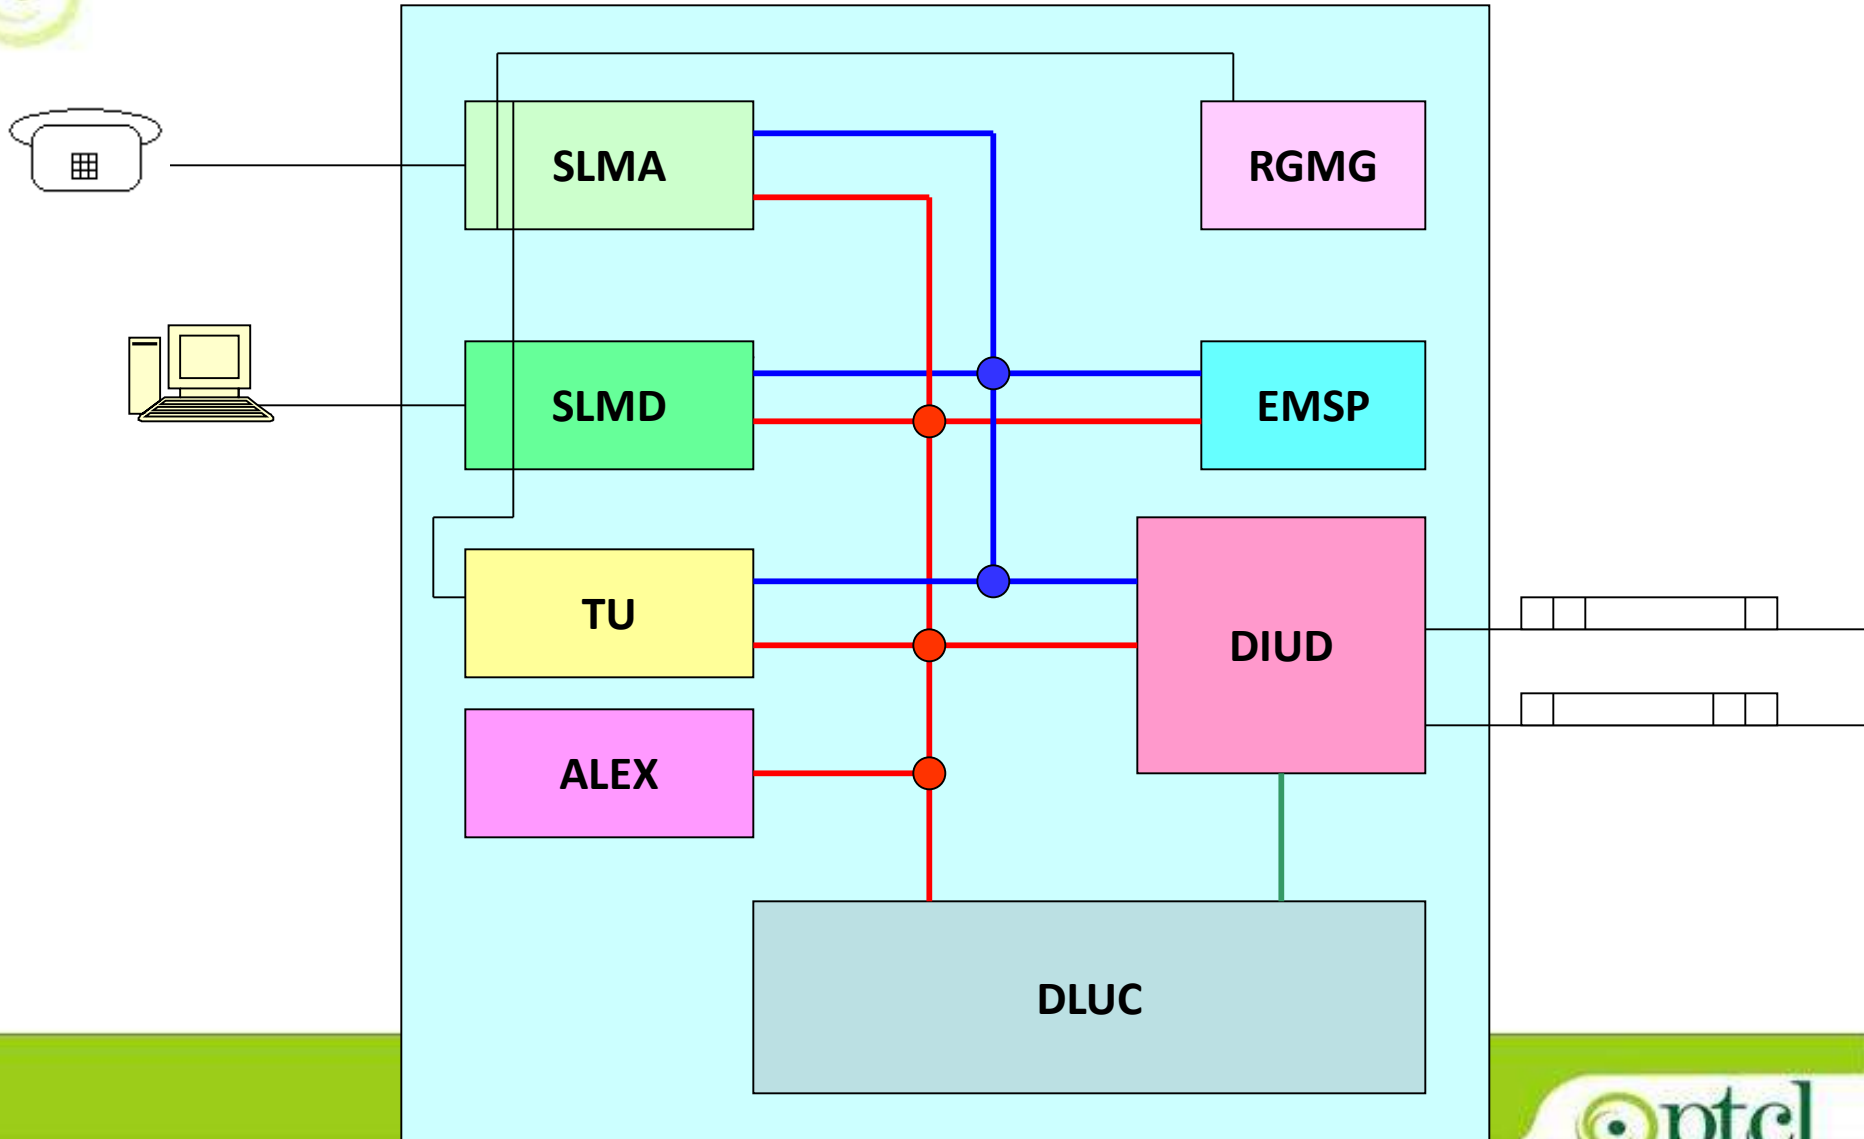 SLMA
RGMG
SLMD
EMSP
TU
DIUD
ALEX
DLUC
ptcl